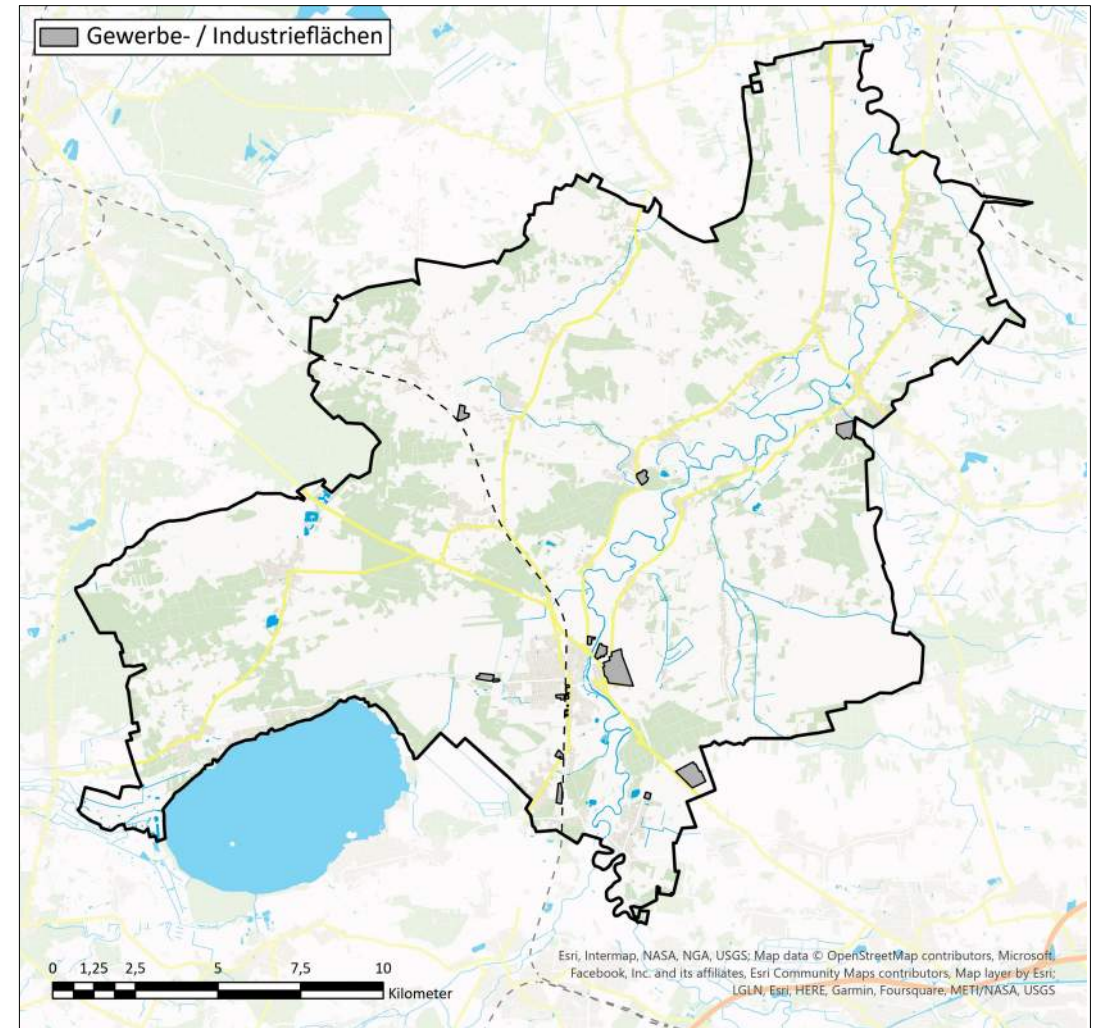 Gewerbe- / Industrieflächen
0 1,25 2,5 5 7,5 10
Kilometer
Esri, Intermap, NASA, NGA, USGS; Map data © OpenStreetMap contributors, Microsoft,
Facebook, Inc. and its affiliates, Esri Community Maps contributors, Map layer by Esri;
LGLN, Esri, HERE, Garmin, Foursquare, METI/NASA, USGS